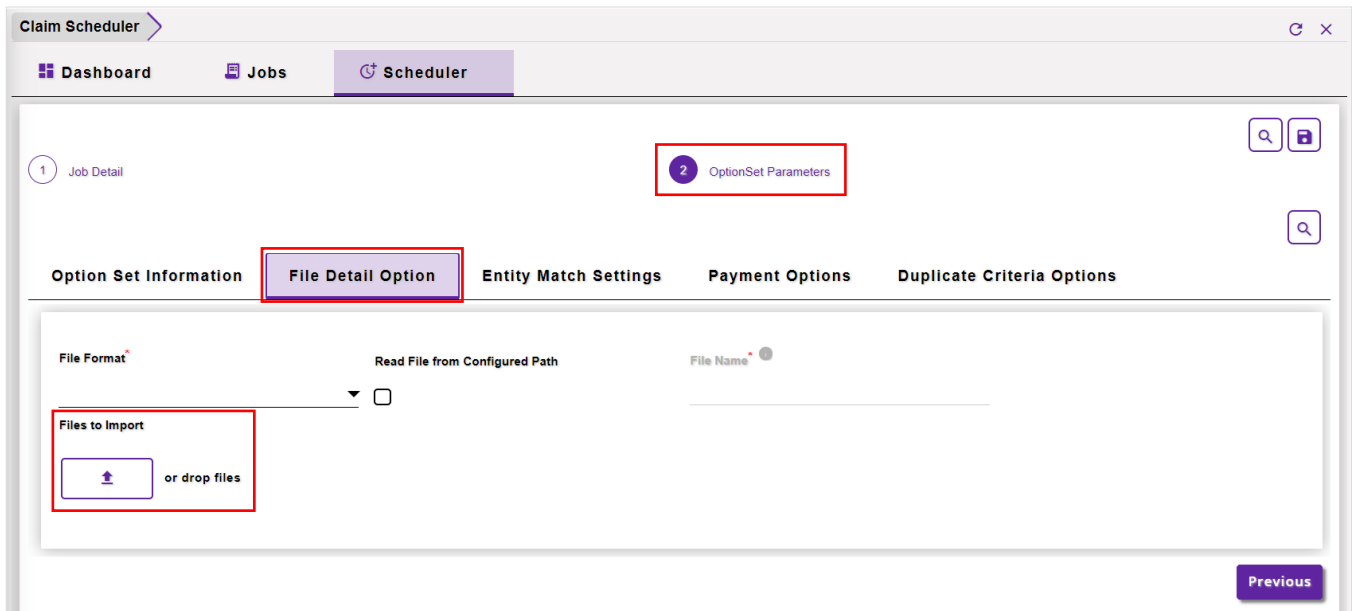 Claim Scheduler
Dashboard Jobs Scheduler
1 Job Detail 2 OptionSet Parameters
Option Set Information File Detail Option Entity Match Settings Payment Options Duplicate Criteria Options
File Format* Read File from Configured Path File Name*
Files to Import
or drop files
Previous